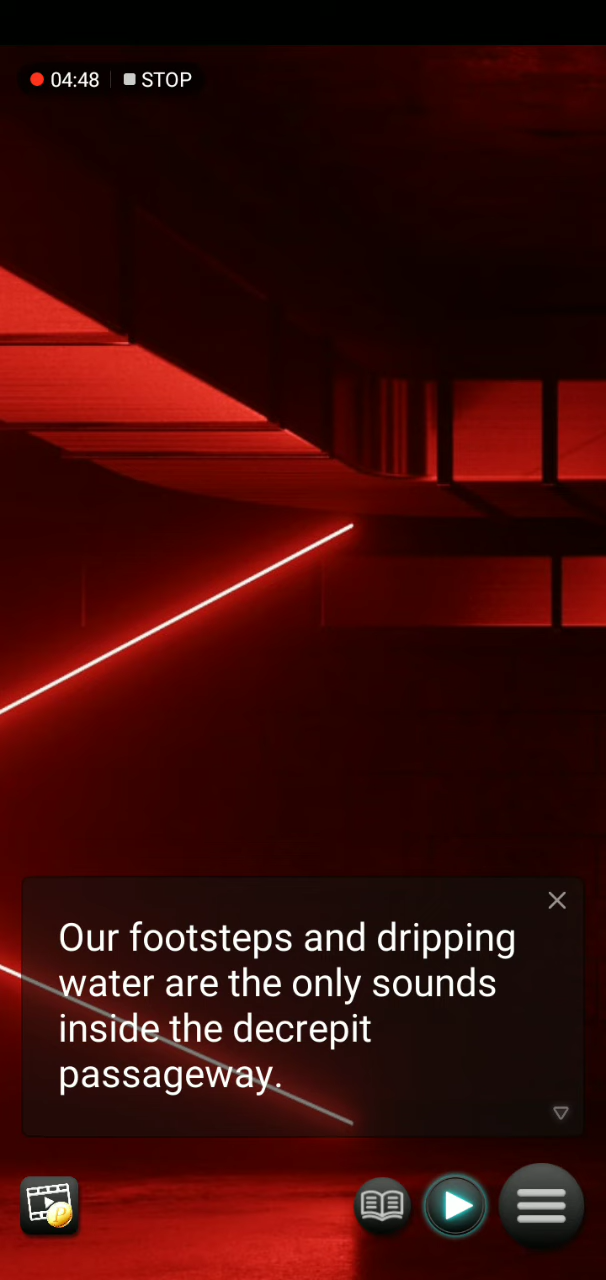 04:48 STOP
Our footsteps and dripping
water are the only sounds
inside the decrepit
passageway.
P